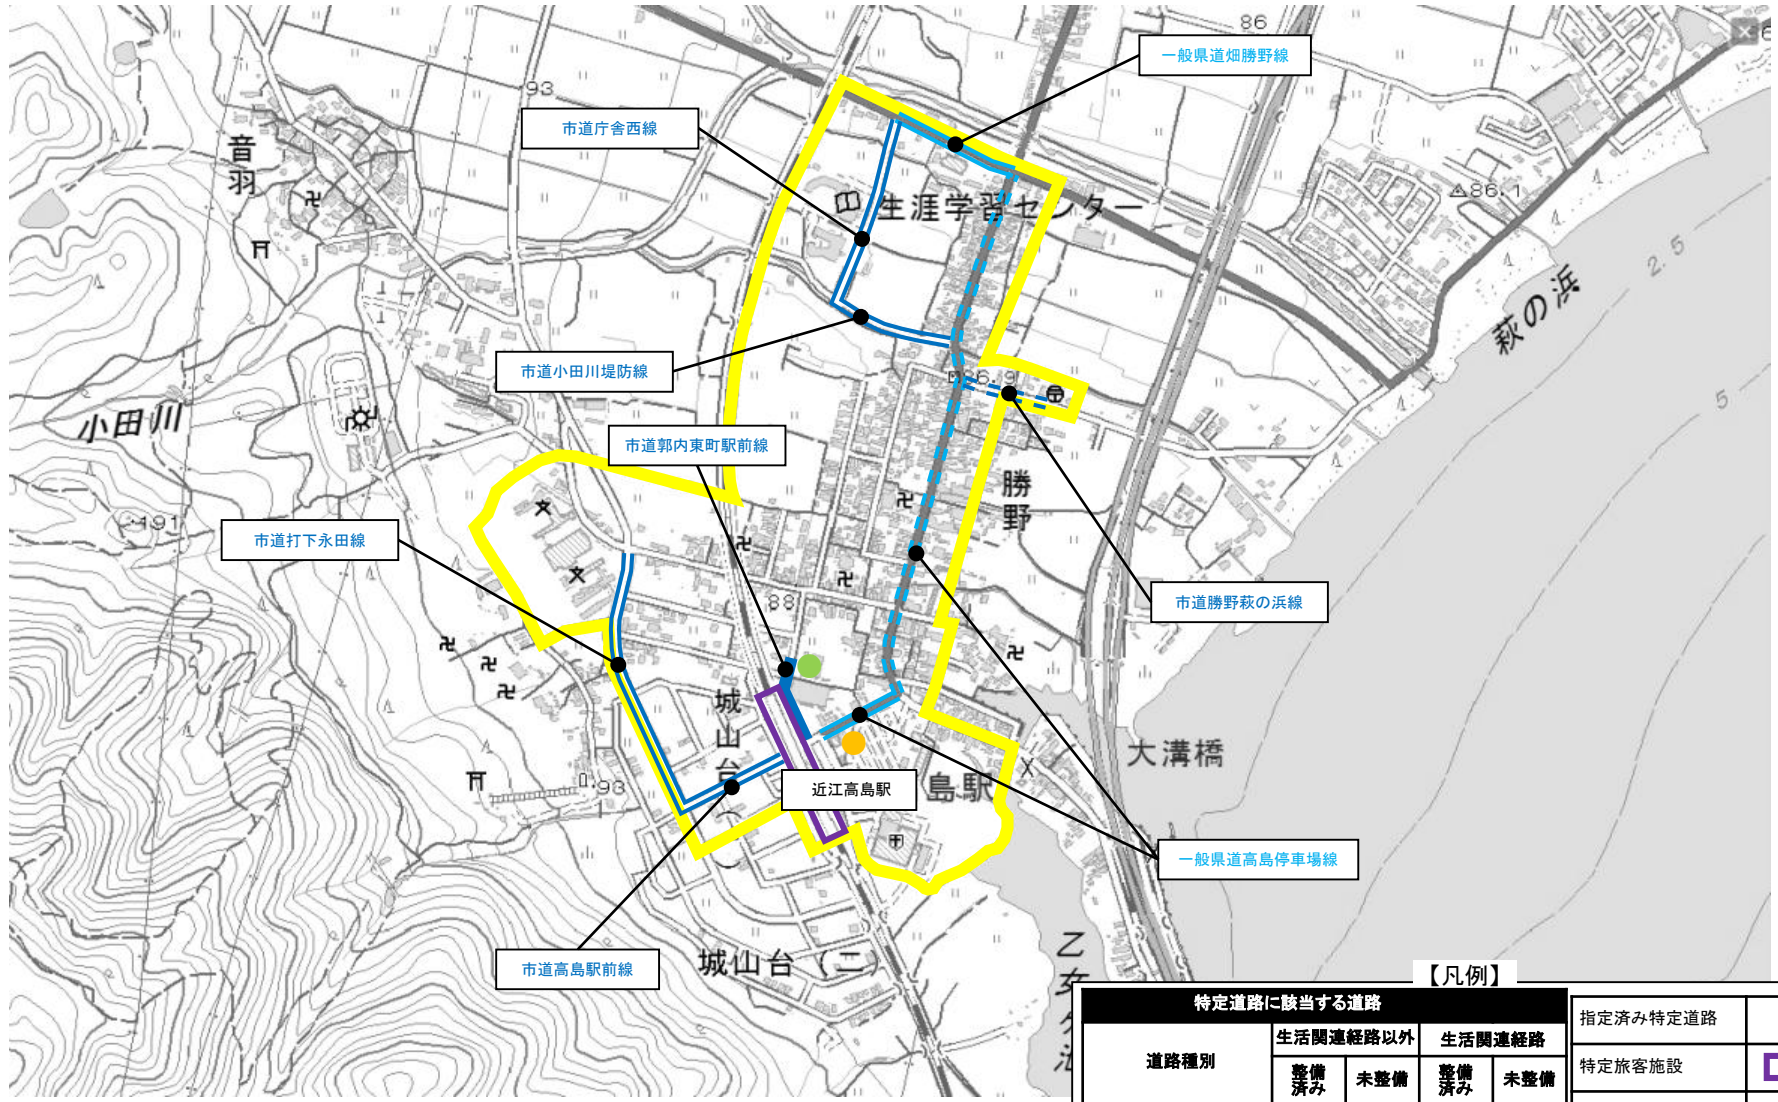 86
一般県道畑勝野線
93
市道庁舎西線
音羽
86.1
生涯学習センター
2.5
萩の浜
市道小田川堤防線
86.9
5
小田川
市道郭内東町駅前線
勝野
191
市道打下永田線
88
市道勝野萩の浜線
城山台
大溝橋
近江高島駅
島駅
93
一般県道高島停車場線
乙女ケ池
城山台(二)
市道高島駅前線
【凡例】
特定道路に該当する道路
道路種別
生活関連経路以外
生活関連経路
整備済み
未整備
整備済み
未整備
指定済み特定道路
特定旅客施設